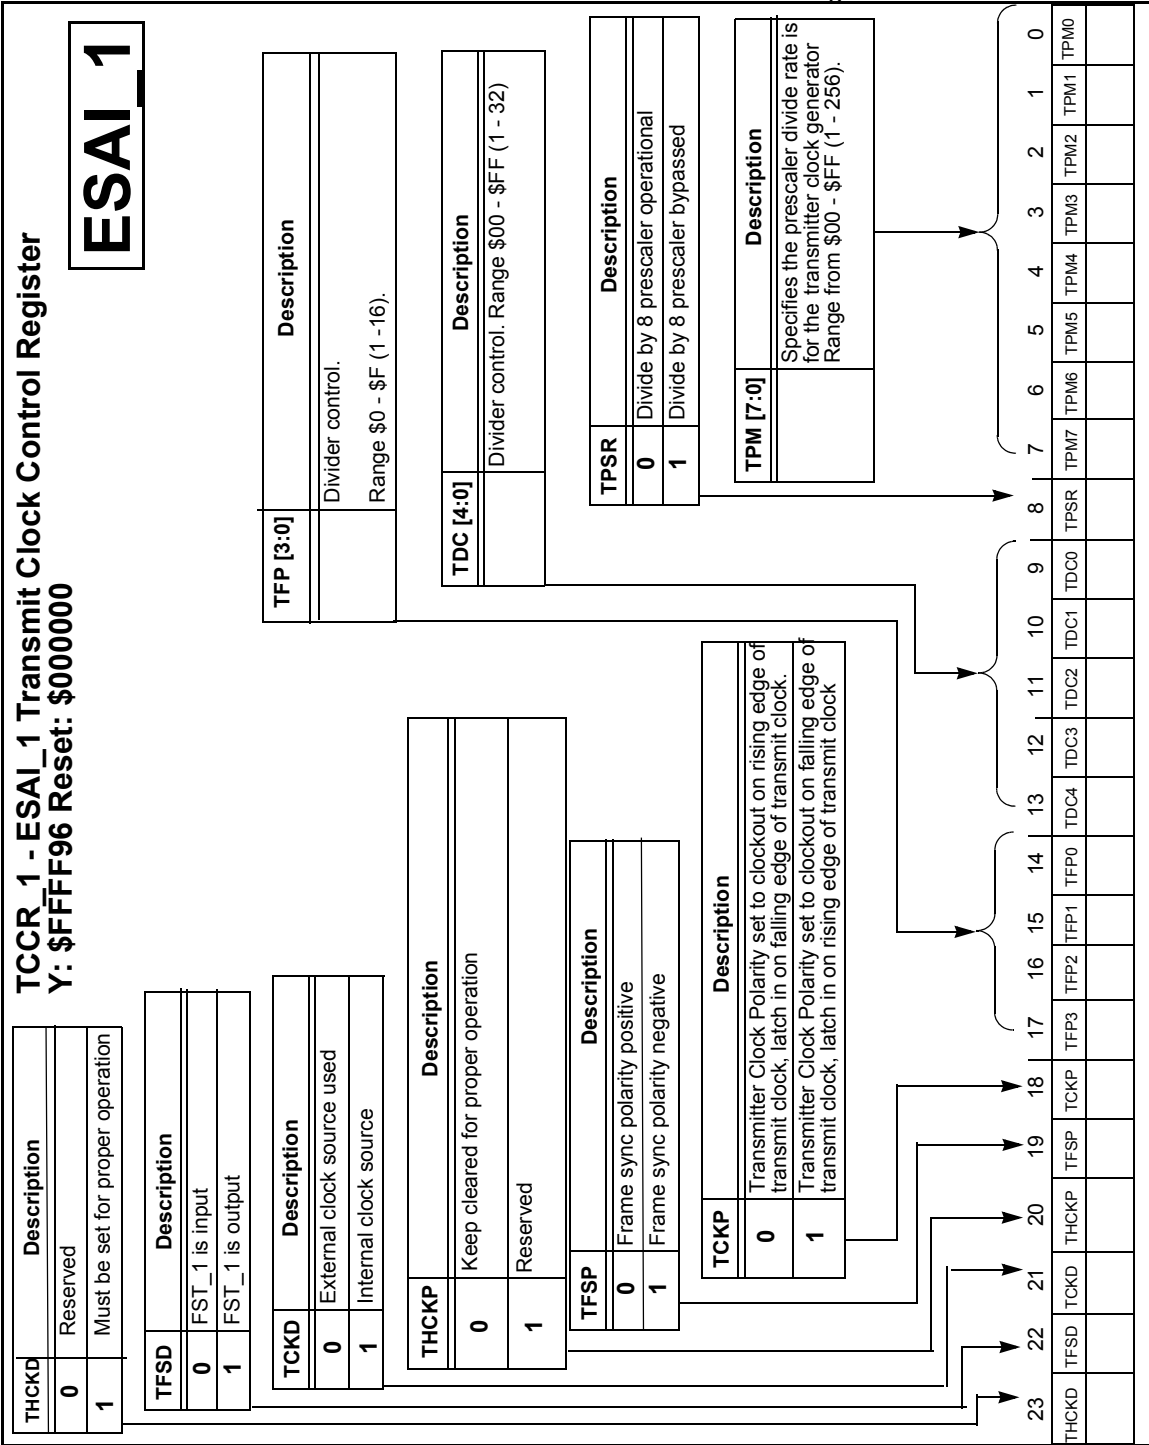 TCCR_1 - ESAI_1 Transmit Clock Control Register
Y: $FFFF96 Reset: $000000
ESAI_1
THCKD Description
0 Reserved
1 Must be set for proper operation
TFSD Description
0 FST_1 is input
1 FST_1 is output
TCKD Description
0 External clock source used
1 Internal clock source
THCKP Description
0 Keep cleared for proper operation
1 Reserved
TFSP Description
0 Frame sync polarity positive
1 Frame sync polarity negative
TCKP Description
0 Transmitter Clock Polarity set to clockout on rising edge of
transmit clock, latch in on falling edge of transmit clock.
1 Transmitter Clock Polarity set to clockout on falling edge of
transmit clock, latch in on rising edge of transmit clock
TFP [3:0] Description
Divider control.
Range $0 - $F (1 -16).
TDC [4:0] Description
Divider control. Range $00 - $FF (1 - 32)
TPSR Description
0 Divide by 8 prescaler operational
1 Divide by 8 prescaler bypassed
TPM [7:0] Description
Specifies the prescaler divide rate is
for the transmitter clock generator
Range from $00 - $FF (1 - 256).
23 22 21 20 19 18 17 16 15 14 13 12 11 10 9 8 7 6 5 4 3 2 1 0
THCKD TFSD TCKD THCKP TFSP TCKP TFP3 TFP2 TFP1 TFP0 TDC4 TDC3 TDC2 TDC1 TDC0 TPSR TPM7 TPM6 TPM5 TPM4 TPM3 TPM2 TPM1 TPM0